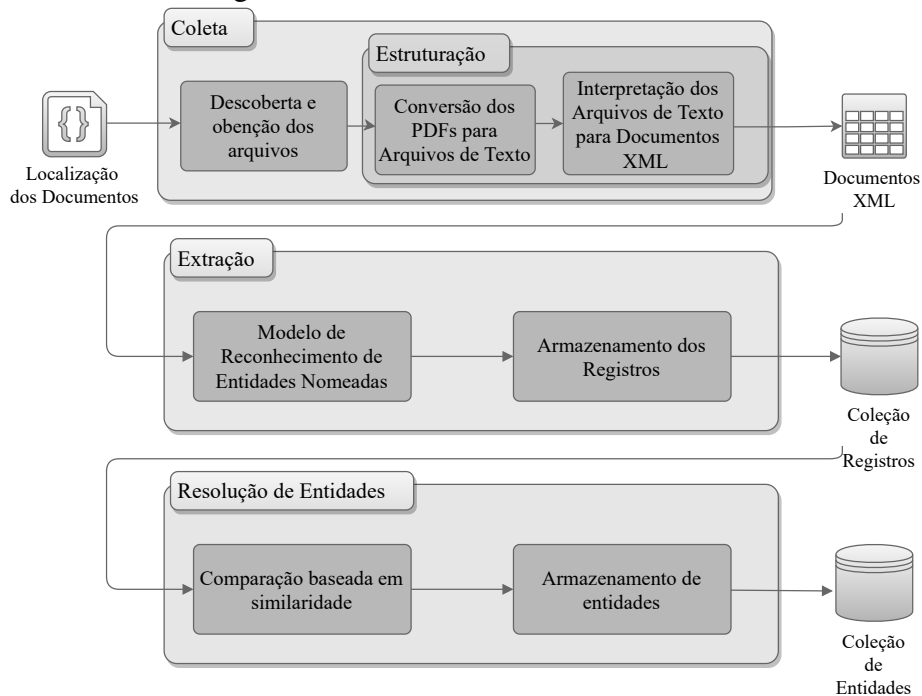 Coleta
Estruturação
Localização
dos Documentos
Descoberta e
obenção dos
arquivos
Conversão dos
PDFs para
Arquivos de Texto
Interpretação dos
Arquivos de Texto
para Documentos
XML
Documentos
XML
Extração
Modelo de
Reconhecimento de
Entidades Nomeadas
Armazenamento dos
Registros
Coleção
de
Registros
Resolução de Entidades
Comparação baseada em
similaridade
Armazenamento de
entidades
Coleção
de
Entidades